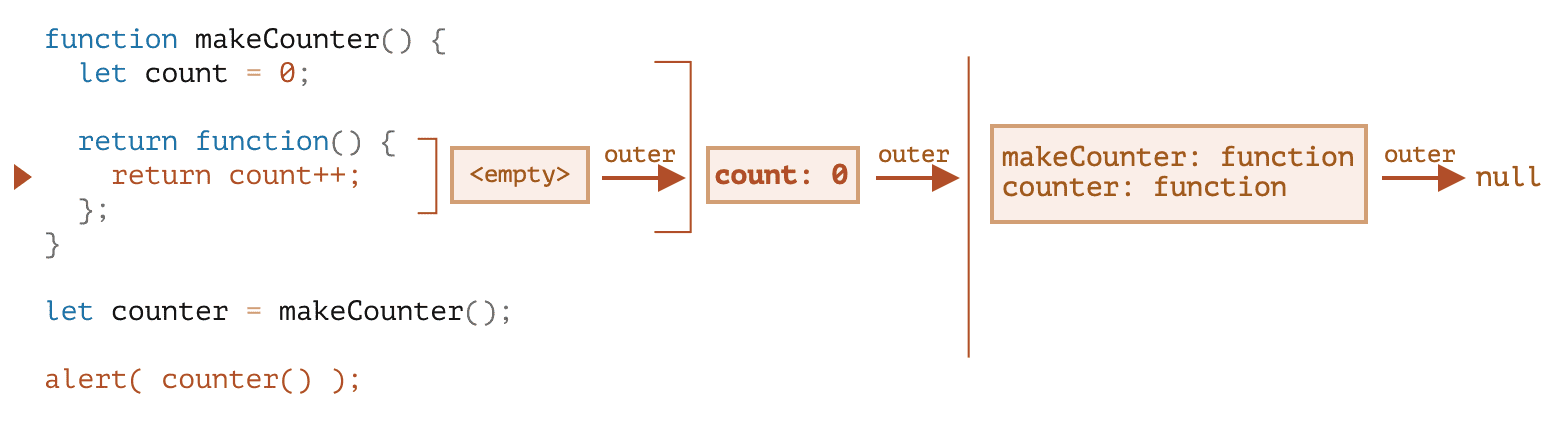 function makeCounter() {
let count = 0;
return function() {
return count++;
};
}
let counter = makeCounter();
alert( counter() );
<empty>
outer
count: 0
outer
makeCounter: function
counter: function
outer
null